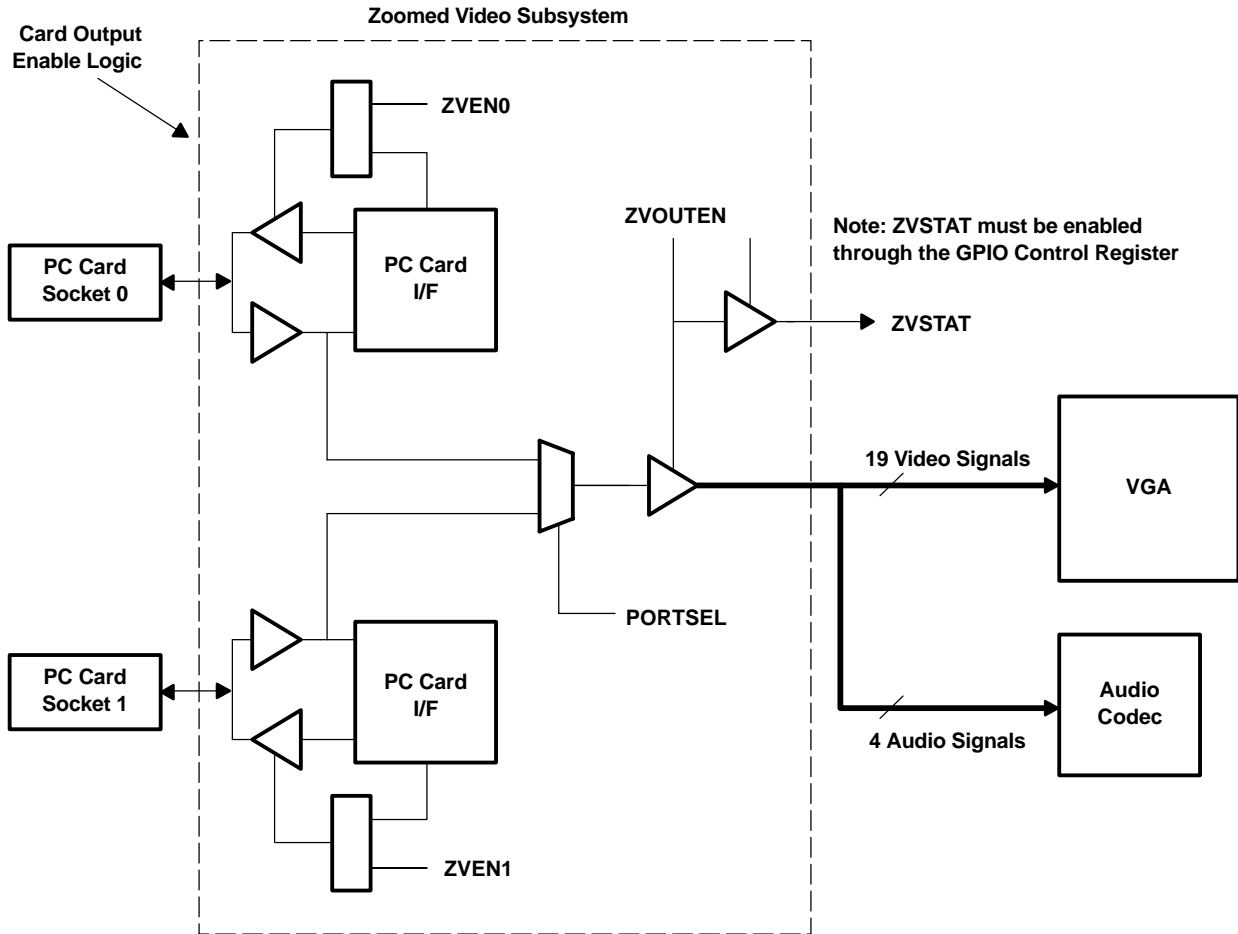 Zoomed Video Subsystem
Card Output
Enable Logic
ZVEN0
PC Card
Socket 0
PC Card
I/F
ZVOUTEN
Note: ZVSTAT must be enabled
through the GPIO Control Register
ZVSTAT
19 Video Signals
VGA
PORTSEL
PC Card
Socket 1
PC Card
I/F
Audio
Codec
4 Audio Signals
ZVEN1